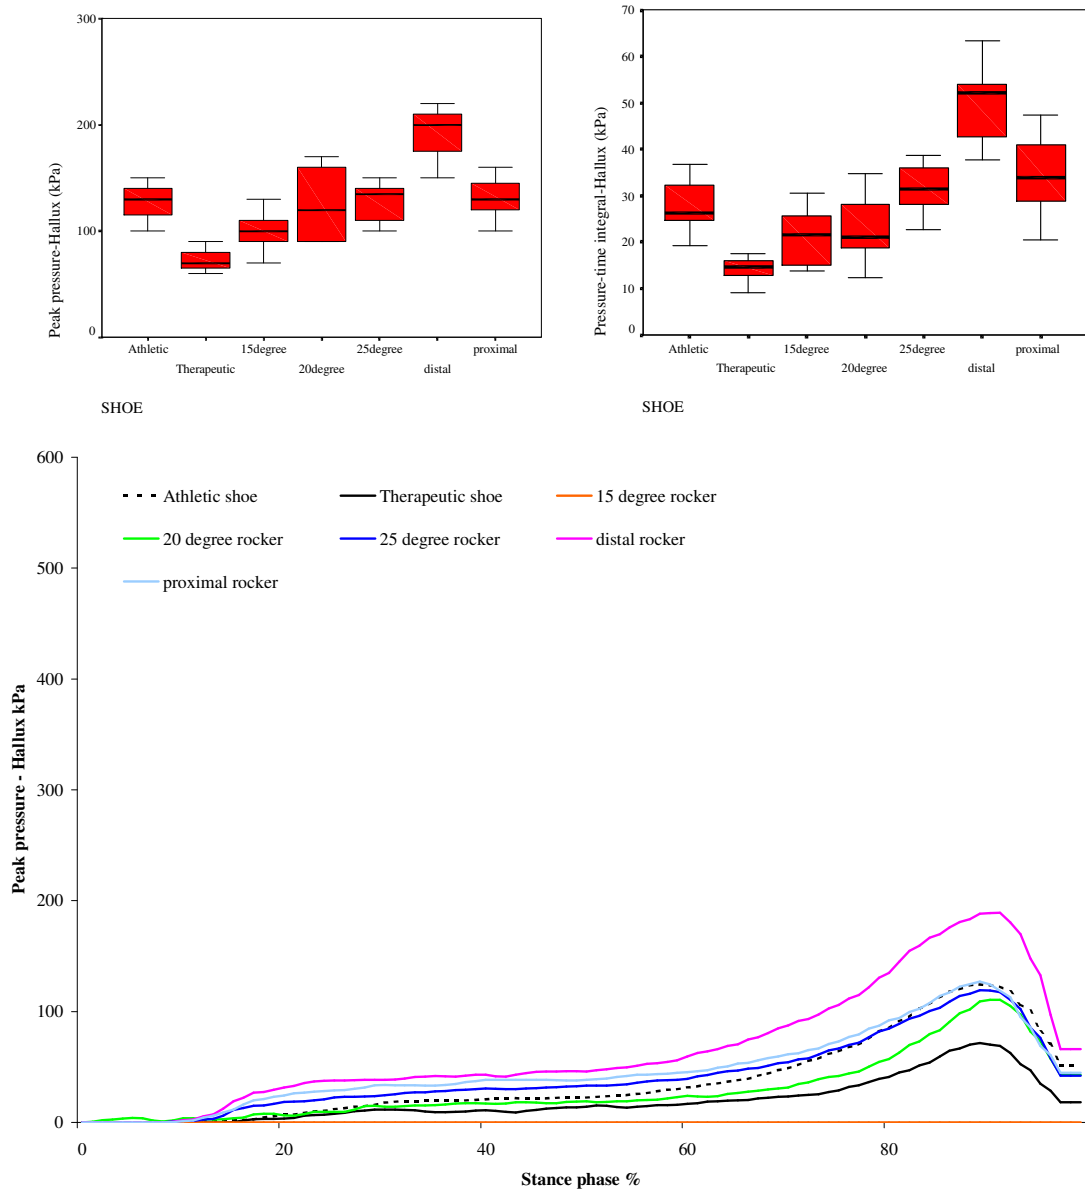 300
200
100
0
Peak pressure-Hallux (kPa)
Athletic
Therapeutic
15degree
20degree
25degree
distal
proximal
SHOE
70
60
50
40
30
20
10
0
Pressure-time integral-Hallux (kPa)
Athletic
Therapeutic
15degree
20degree
25degree
distal
proximal
SHOE
600
500
400
300
200
100
0
Peak pressure - Hallux kPa
Athletic shoe
Therapeutic shoe
15 degree rocker
20 degree rocker
25 degree rocker
distal rocker
proximal rocker
0
20
40
60
80
Stance phase %